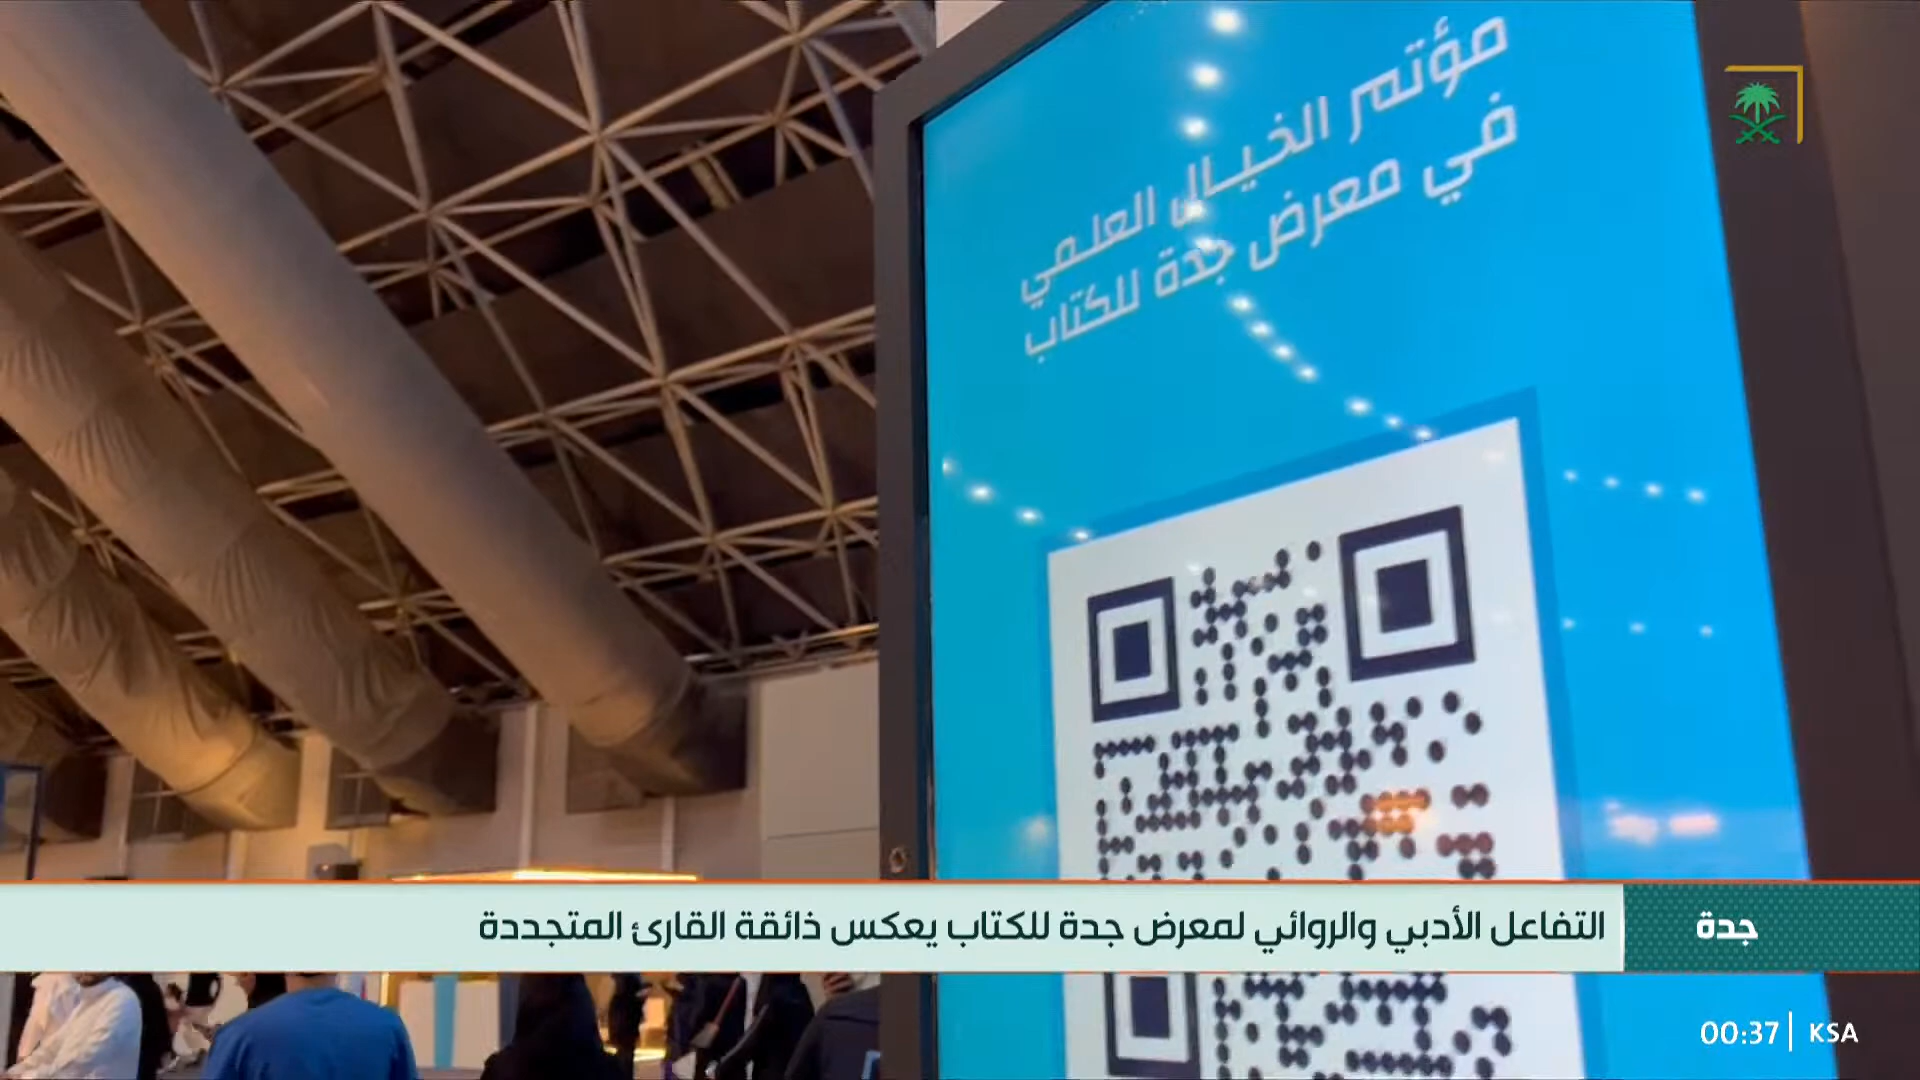 مؤتمر الخيال العلمي
في معرض جدة للكتاب
جدة
التفاعل الأدبي والروائي لمعرض جدة للكتاب يعكس ذائقة القارئ المتجددة
00:37 | KSA